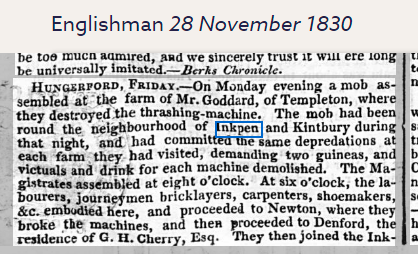 Englishman 28 November 1830
be too much admired, and we sincerely trust it will ere long
be universally imitated.—Berks Chronicle.
HUNGERFORD, FRIDAY.—On Monday evening a mob as-
sembled at the farm of Mr. Goddard, of Templeton, where
they destroyed the thrashing-machine. The mob had been
round the neighbourhood of Inkpen and Kintbury during
that night, and had committed the same depredations at
each farm they had visited, demanding two guineas, and
victuals and drink for each machine demolished. The Ma-
gistrates assembled at eight o'clock. At six o'clock, the la-
bourers, journeymen bricklayers, carpenters, shoemakers,
&c. embodied here, and proceeded to Newton, where they
broke the machines, and then proceeded to Denford, the
residence of G. H. Cherry, Esq. They then joined the Ink-